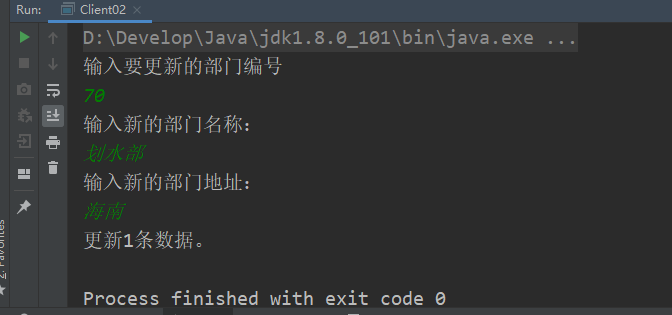 Run: Client02
D:\Develop\Java\jdk1.8.0_101\bin\java.exe ...
输入要更新的部门编号
70
输入新的部门名称:
划水部
输入新的部门地址:
海南
更新1条数据。
Process finished with exit code 0
2: Favorites